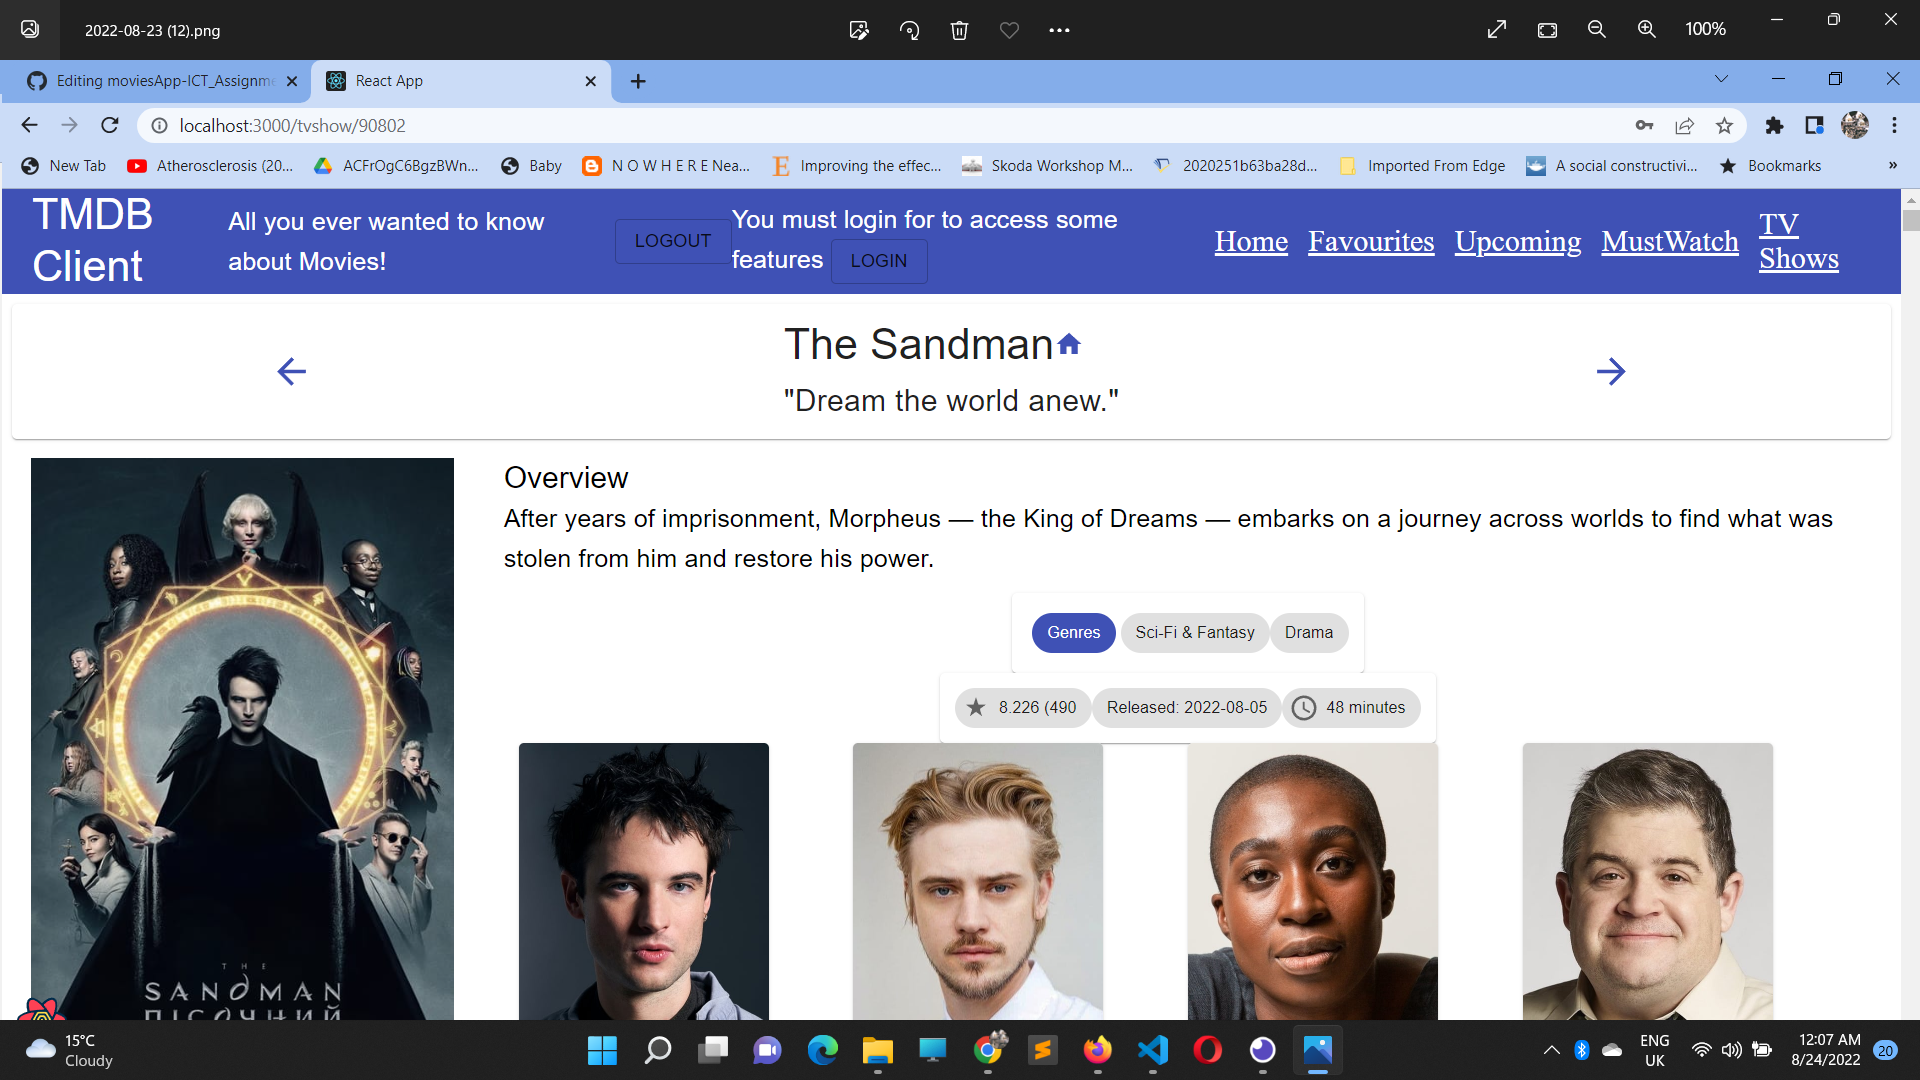 2022-08-23 (12).png
100%
Editing moviesApp-ICT_Assignme
React App
localhost:3000/tvshow/90802
New Tab
Atherosclerosis (20...
ACFrOgC6BgzBWn...
Baby
N O W H E R E Nea...
Improving the effec...
Skoda Workshop M...
2020251b63ba28d...
Imported From Edge
A social constructivi...
Bookmarks
»
TMDB
Client
All you ever wanted to know
about Movies!
LOGOUT
You must login for to access some
features LOGIN
Home
Favourites
Upcoming
MustWatch
TV
Shows
The Sandman
"Dream the world anew."
Overview
After years of imprisonment, Morpheus — the King of Dreams — embarks on a journey across worlds to find what was
stolen from him and restore his power.
Genres
Sci-Fi & Fantasy
Drama
8.226 (490
Released: 2022-08-05
48 minutes
THE
SANDMAN
ПІСОЧНИЙ
15°C
Cloudy
ENG
UK
12:07 AM
8/24/2022
20